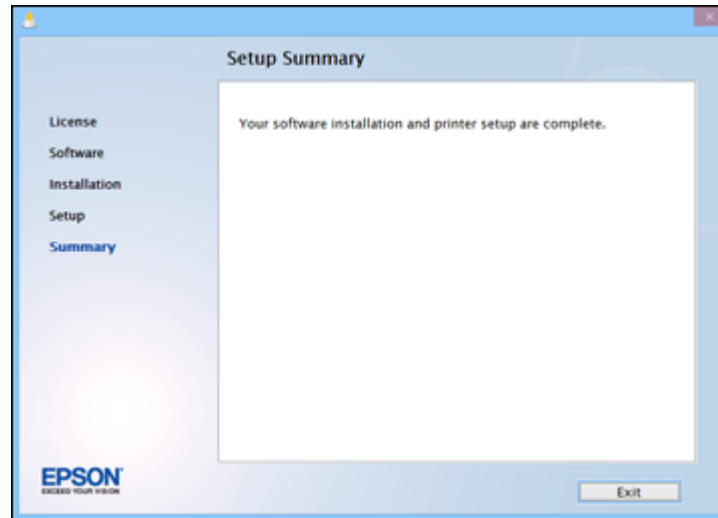 Setup Summary
License
Software
Installation
Setup
Summary
Your software installation and printer setup are complete.
EPSON
EXCEED YOUR VISION
Exit